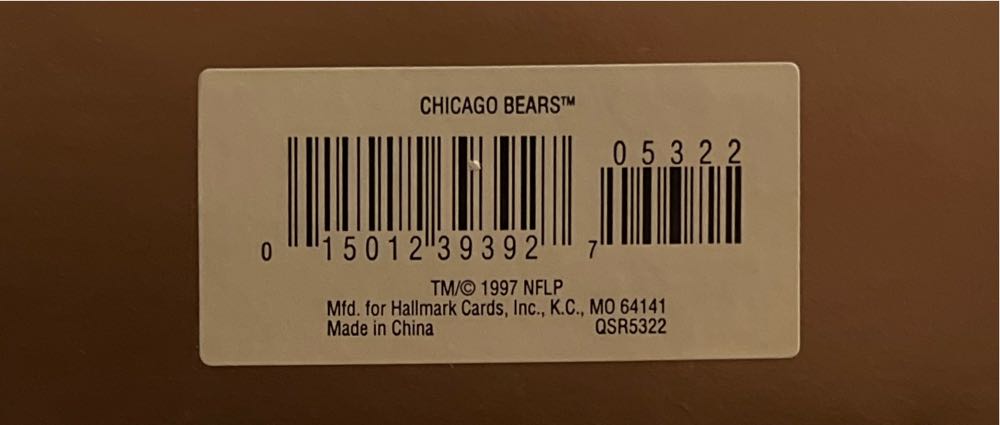 CHICAGO BEARS™
05322
0 15012 39392 7
TM/© 1997 NFLP
Mfd. for Hallmark Cards, Inc., K.C., MO 64141
Made in China QSR5322